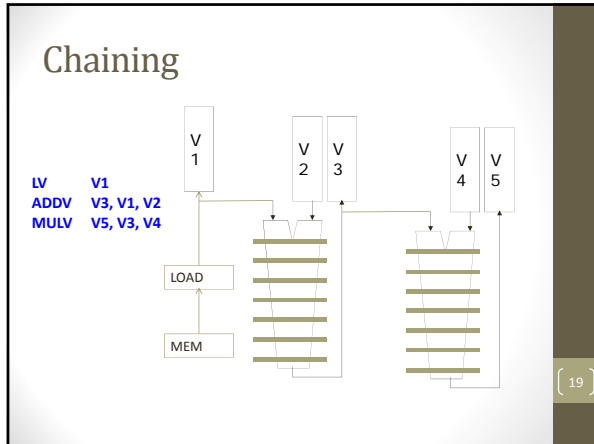 Chaining
LV V1
ADDV V3, V1, V2
MULV V5, V3, V4
V
1
V
2
V
3
V
4
V
5
LOAD
MEM
19